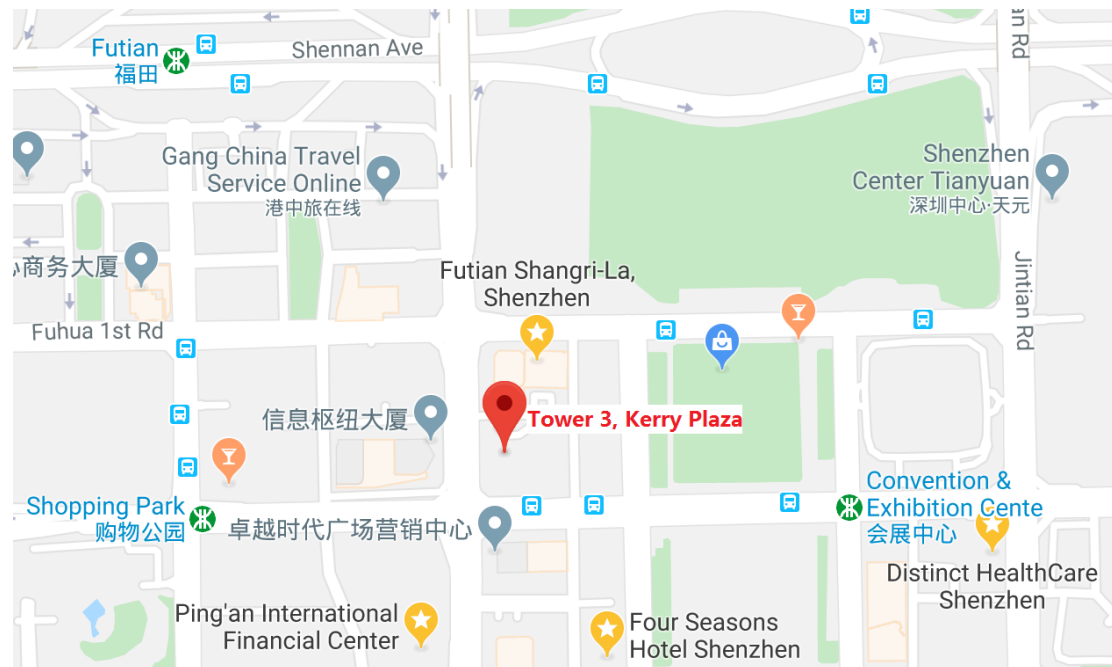 Futian
福田
Shennan Ave
an Rd
Gang China Travel
Service Online
港中旅在线
Shenzhen
Center Tianyuan
深圳中心·天元
心商务大厦
Futian Shangri-La,
Shenzhen
Jintian Rd
Fuhua 1st Rd
信息枢纽大厦
Tower 3, Kerry Plaza
Shopping Park
购物公园
卓越时代广场营销中心
Convention &
Exhibition Cente
会展中心
Distinct HealthCare
Shenzhen
Ping'an International
Financial Center
Four Seasons
Hotel Shenzhen